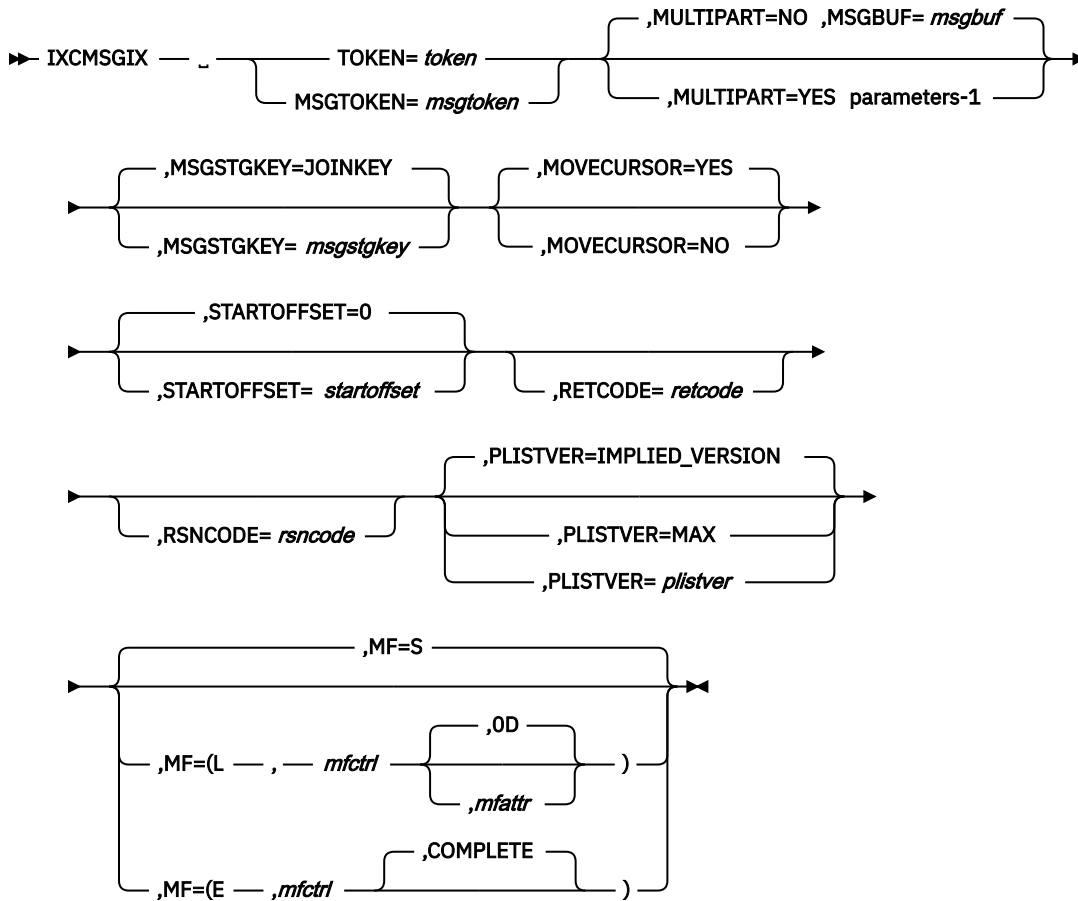 ,MULTIPART=NO ,MSGBUF= msgbuf
IXCMSGIX ␣ TOKEN= token
MSGTOKEN= msgtoken
,MULTIPART=YES parameters-1
,MSGSTGKEY=JOINKEY ,MOVECURSOR=YES
,MSGSTGKEY= msgstgkey ,MOVECURSOR=NO
,STARTOFFSET=0
,STARTOFFSET= startoffset ,RETCODE= retcode
,PLISTVER=IMPLIED_VERSION
,RSNCODE= rsncode ,PLISTVER=MAX
,PLISTVER= plistver
,MF=S
,0D
,MF=(L , mfctrl )
,mfattr
,COMPLETE
,MF=(E ,mfctrl )